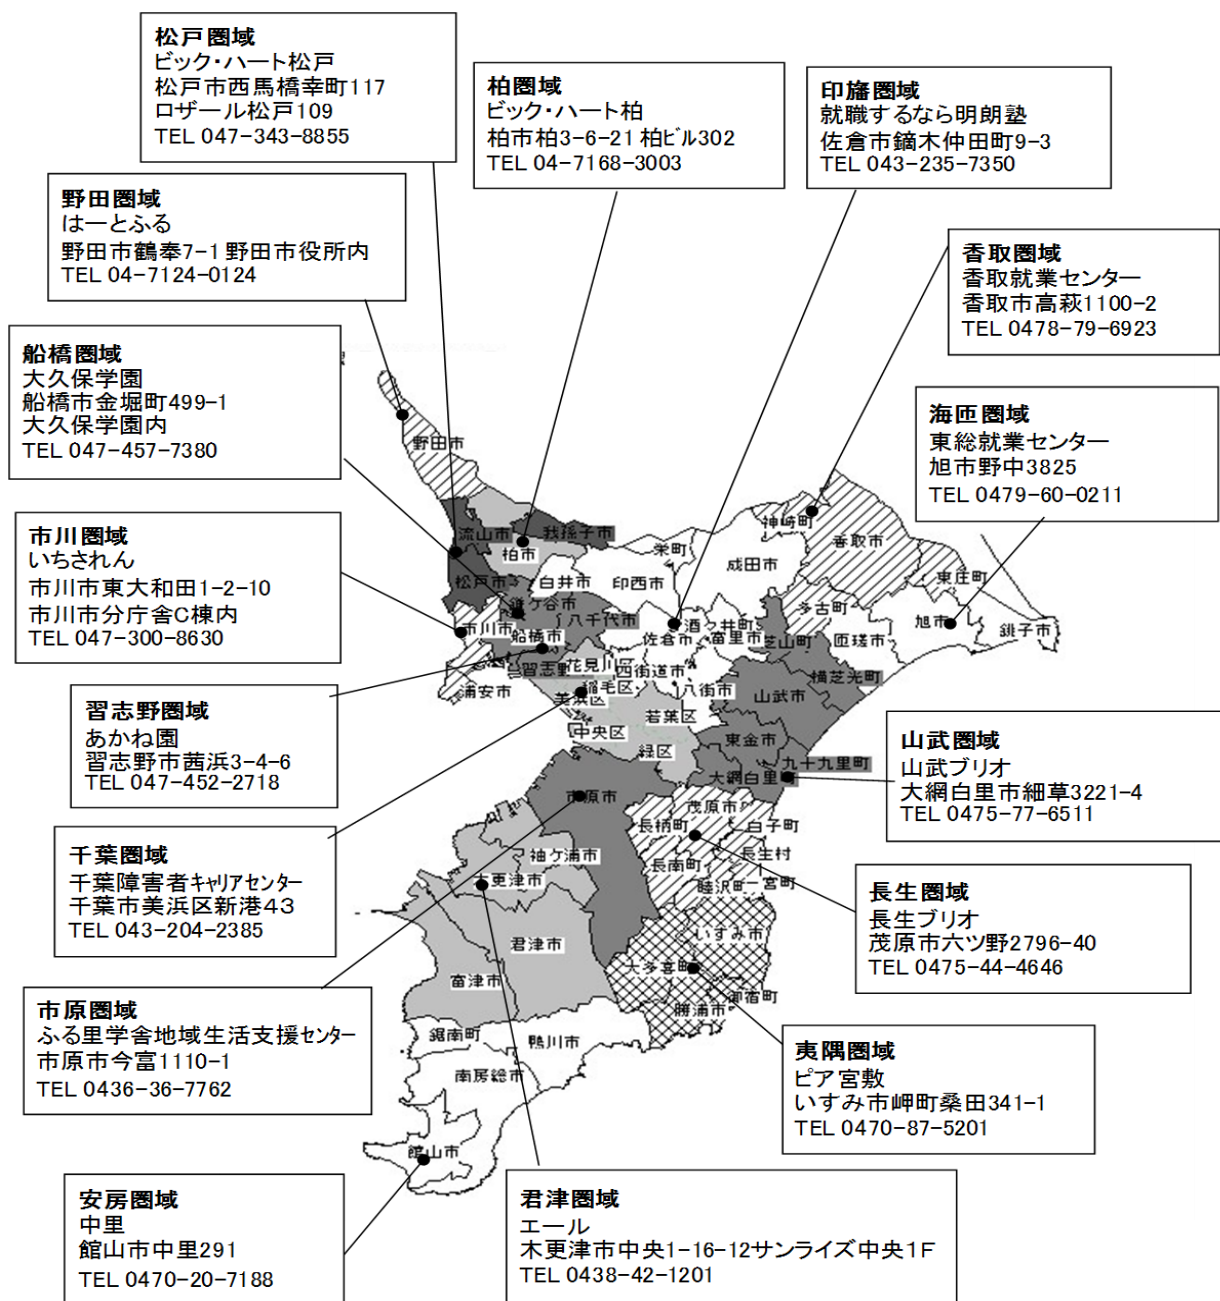 松戸圏域
ビック・ハート松戸
松戸市西馬橋幸町117
ロザール松戸109
TEL 047-343-8855
柏圏域
ビック・ハート柏
柏市柏3-6-21 柏ビル302
TEL 04-7168-3003
印旛圏域
就職するなら明朗塾
佐倉市鏑木仲田町9-3
TEL 043-235-7350
野田圏域
はーとふる
野田市鶴奉7-1 野田市役所内
TEL 04-7124-0124
香取圏域
香取就業センター
香取市高萩1100-2
TEL 0478-79-6923
船橋圏域
大久保学園
船橋市金堀町499-1
大久保学園内
TEL 047-457-7380
海匝圏域
東総就業センター
旭市野中3825
TEL 0479-60-0211
市川圏域
いちされん
市川市東大和田1-2-10
市川市分庁舎C棟内
TEL 047-300-8630
習志野圏域
あかね園
習志野市茜浜3-4-6
TEL 047-452-2718
山武圏域
山武ブリオ
大網白里市細草3221-4
TEL 0475-77-6511
千葉圏域
千葉障害者キャリアセンター
千葉市美浜区新港43
TEL 043-204-2385
長生圏域
長生ブリオ
茂原市六ツ野2796-40
TEL 0475-44-4646
市原圏域
ふる里学舎地域生活支援センター
市原市今富1110-1
TEL 0436-36-7762
夷隅圏域
ピア宮敷
いすみ市岬町桑田341-1
TEL 0470-87-5201
安房圏域
中里
館山市中里291
TEL 0470-20-7188
君津圏域
エール
木更津市中央1-16-12サンライズ中央1F
TEL 0438-42-1201
野田市
流山市
我孫子市
柏市
松戸市
白井市
印西市
栄町
成田市
神崎町
香取市
東庄町
多古町
旭市
銚子市
匝瑳市
鎌ケ谷市
八千代市
市川市
船橋市
佐倉市
酒々井町
富里市
芝山町
横芝光町
習志野
花見川区
四街道市
八街市
山武市
浦安市
稲毛区
美浜区
若葉区
中央区
緑区
東金市
九十九里町
大網白里
市原市
茂原市
長柄町
白子町
長生村
長南町
睦沢町
一宮町
袖ケ浦市
木更津市
君津市
富津市
いすみ市
大多喜町
御宿町
勝浦市
鋸南町
鴨川市
南房総市
館山市